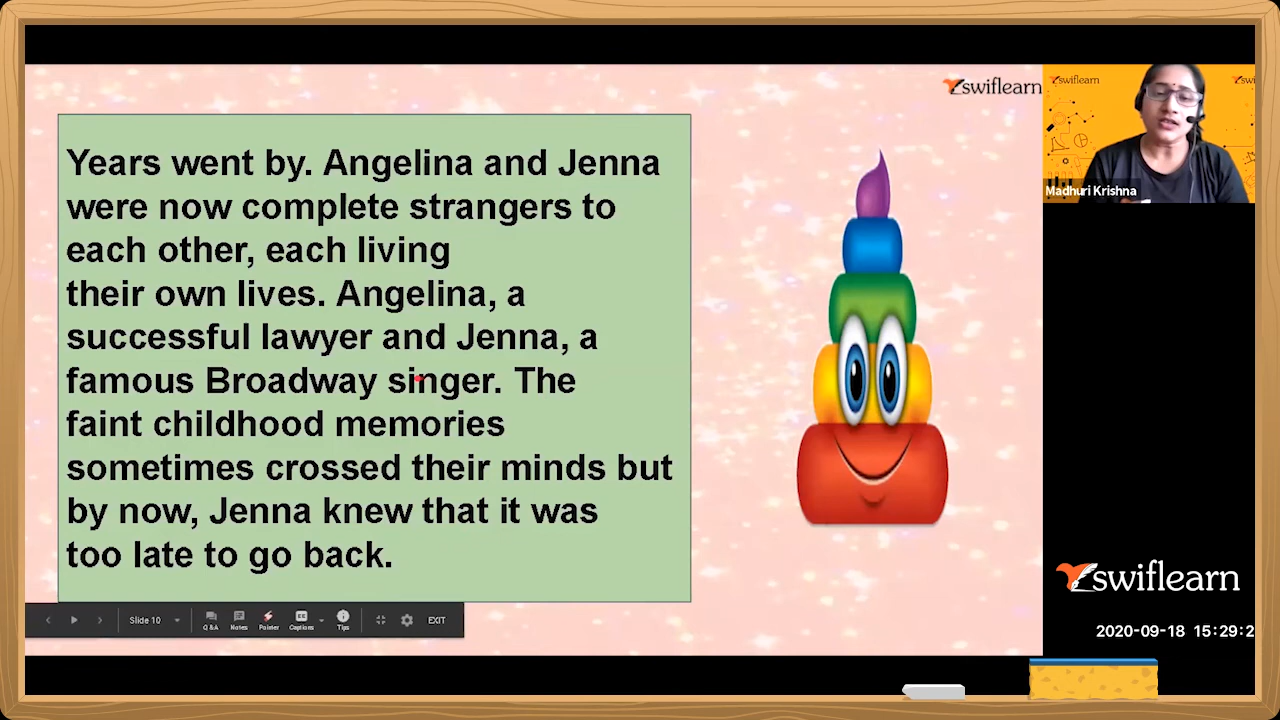 swiflearn
swiflearn
Years went by. Angelina and Jenna
were now complete strangers to
each other, each living
their own lives. Angelina, a
successful lawyer and Jenna, a
famous Broadway singer. The
faint childhood memories
sometimes crossed their minds but
by now, Jenna knew that it was
too late to go back.
Madhuri Krishna
Slide 10
Q&A
Notes
Pointer
Captions
Tips
EXIT
swiflearn
2020-09-18 15:29:2